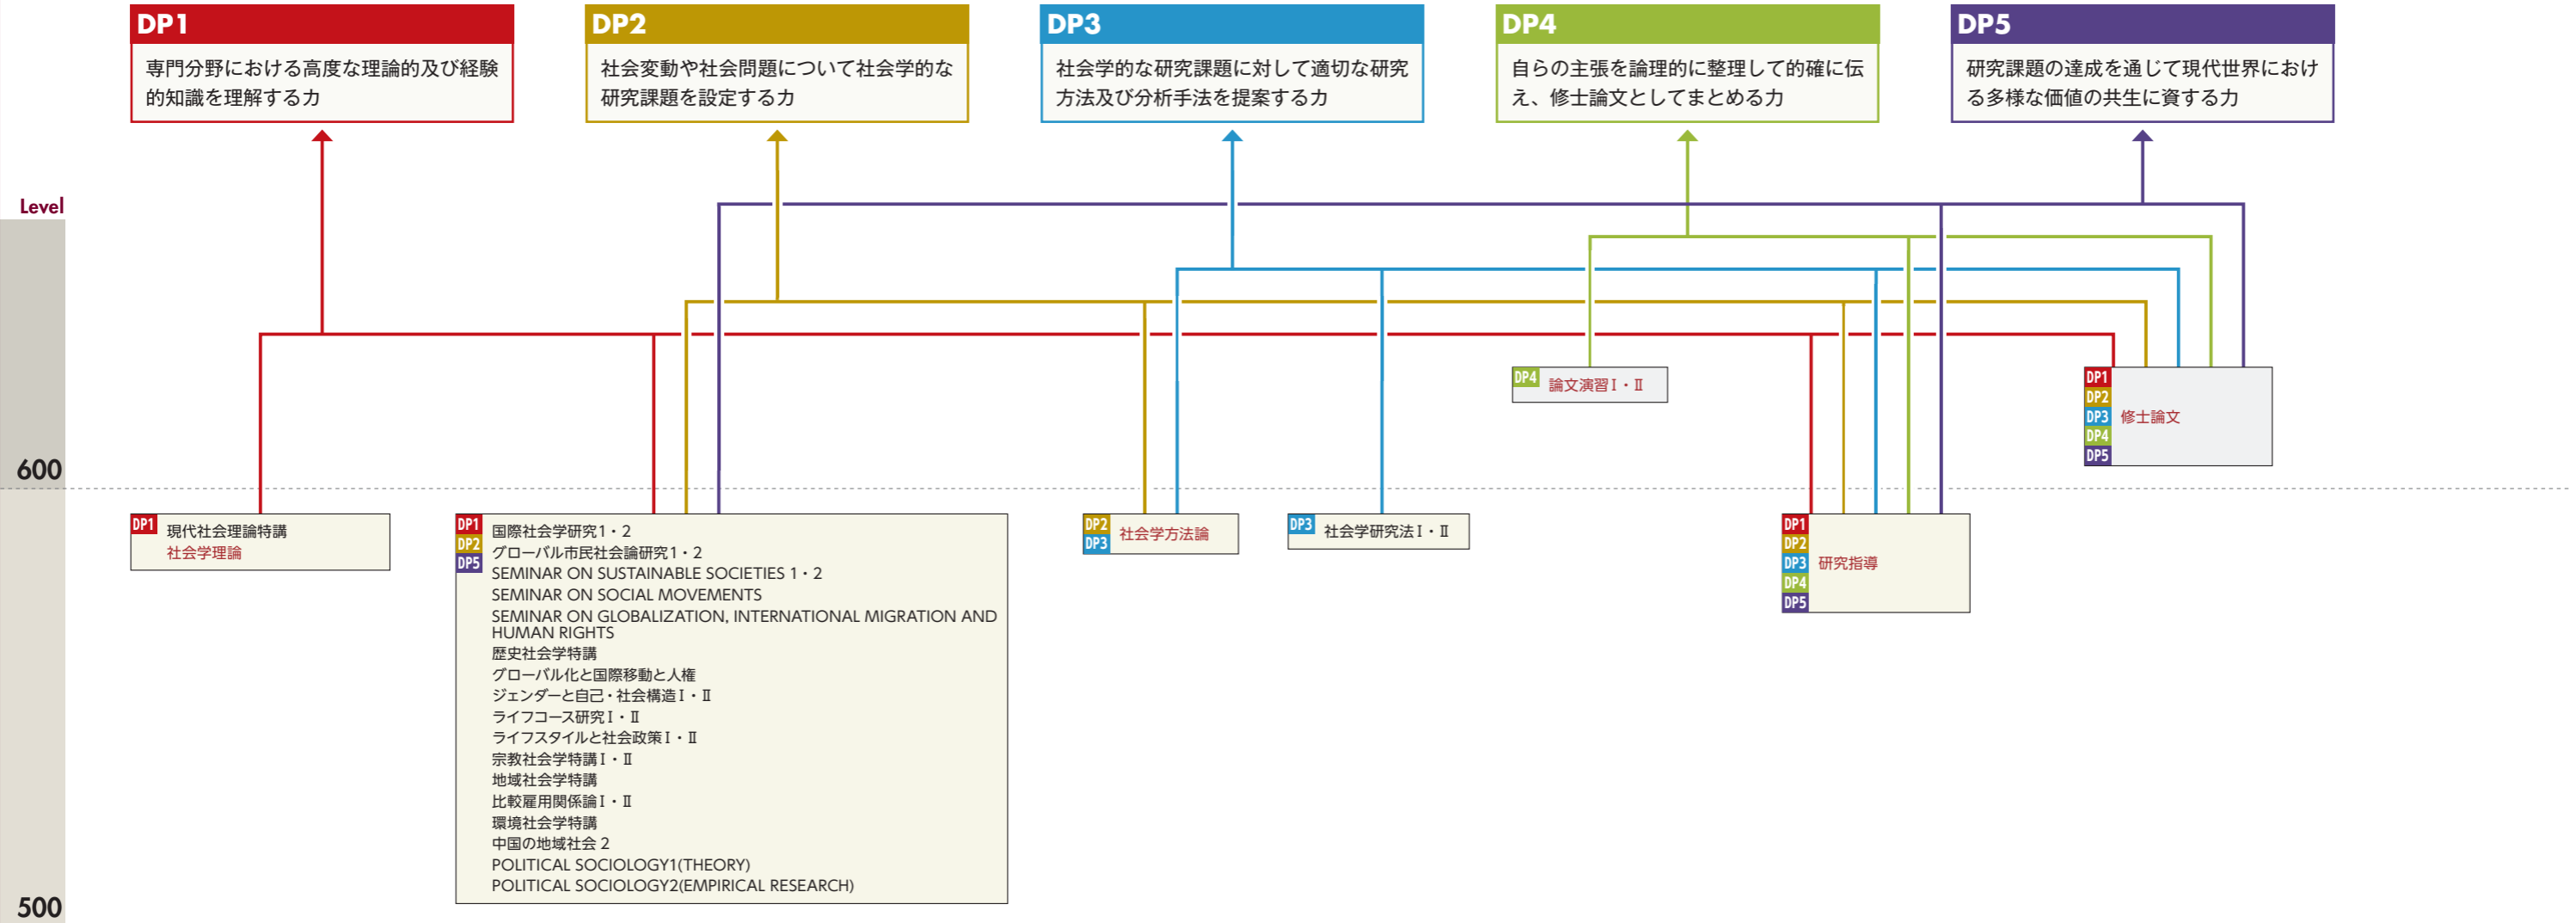 DP1
専門分野における高度な理論的及び経験
的知識を理解する力
DP2
社会変動や社会問題について社会学的な
研究課題を設定する力
DP3
社会学的な研究課題に対して適切な研究
方法及び分析手法を提案する力
DP4
自らの主張を論理的に整理して的確に伝
え、修士論文としてまとめる力
DP5
研究課題の達成を通じて現代世界におけ
る多様な価値の共生に資する力
Level
600
DP4
論文演習Ⅰ・Ⅱ
DP1
DP2
DP3
DP4
DP5
修士論文
500
DP1
現代社会理論特講
社会学理論
DP1
DP2
DP5
国際社会学研究1・2
グローバル市民社会論研究1・2
SEMINAR ON SUSTAINABLE SOCIETIES 1・2
SEMINAR ON SOCIAL MOVEMENTS
SEMINAR ON GLOBALIZATION, INTERNATIONAL MIGRATION AND
HUMAN RIGHTS
歴史社会学特講
グローバル化と国際移動と人権
ジェンダーと自己・社会構造Ⅰ・Ⅱ
ライフコース研究Ⅰ・Ⅱ
ライフスタイルと社会政策Ⅰ・Ⅱ
宗教社会学特講Ⅰ・Ⅱ
地域社会学特講
比較雇用関係論Ⅰ・Ⅱ
環境社会学特講
中国の地域社会 2
POLITICAL SOCIOLOGY1(THEORY)
POLITICAL SOCIOLOGY2(EMPIRICAL RESEARCH)
DP2
DP3
社会学方法論
DP3
社会学研究法Ⅰ・Ⅱ
DP1
DP2
DP3
DP4
DP5
研究指導